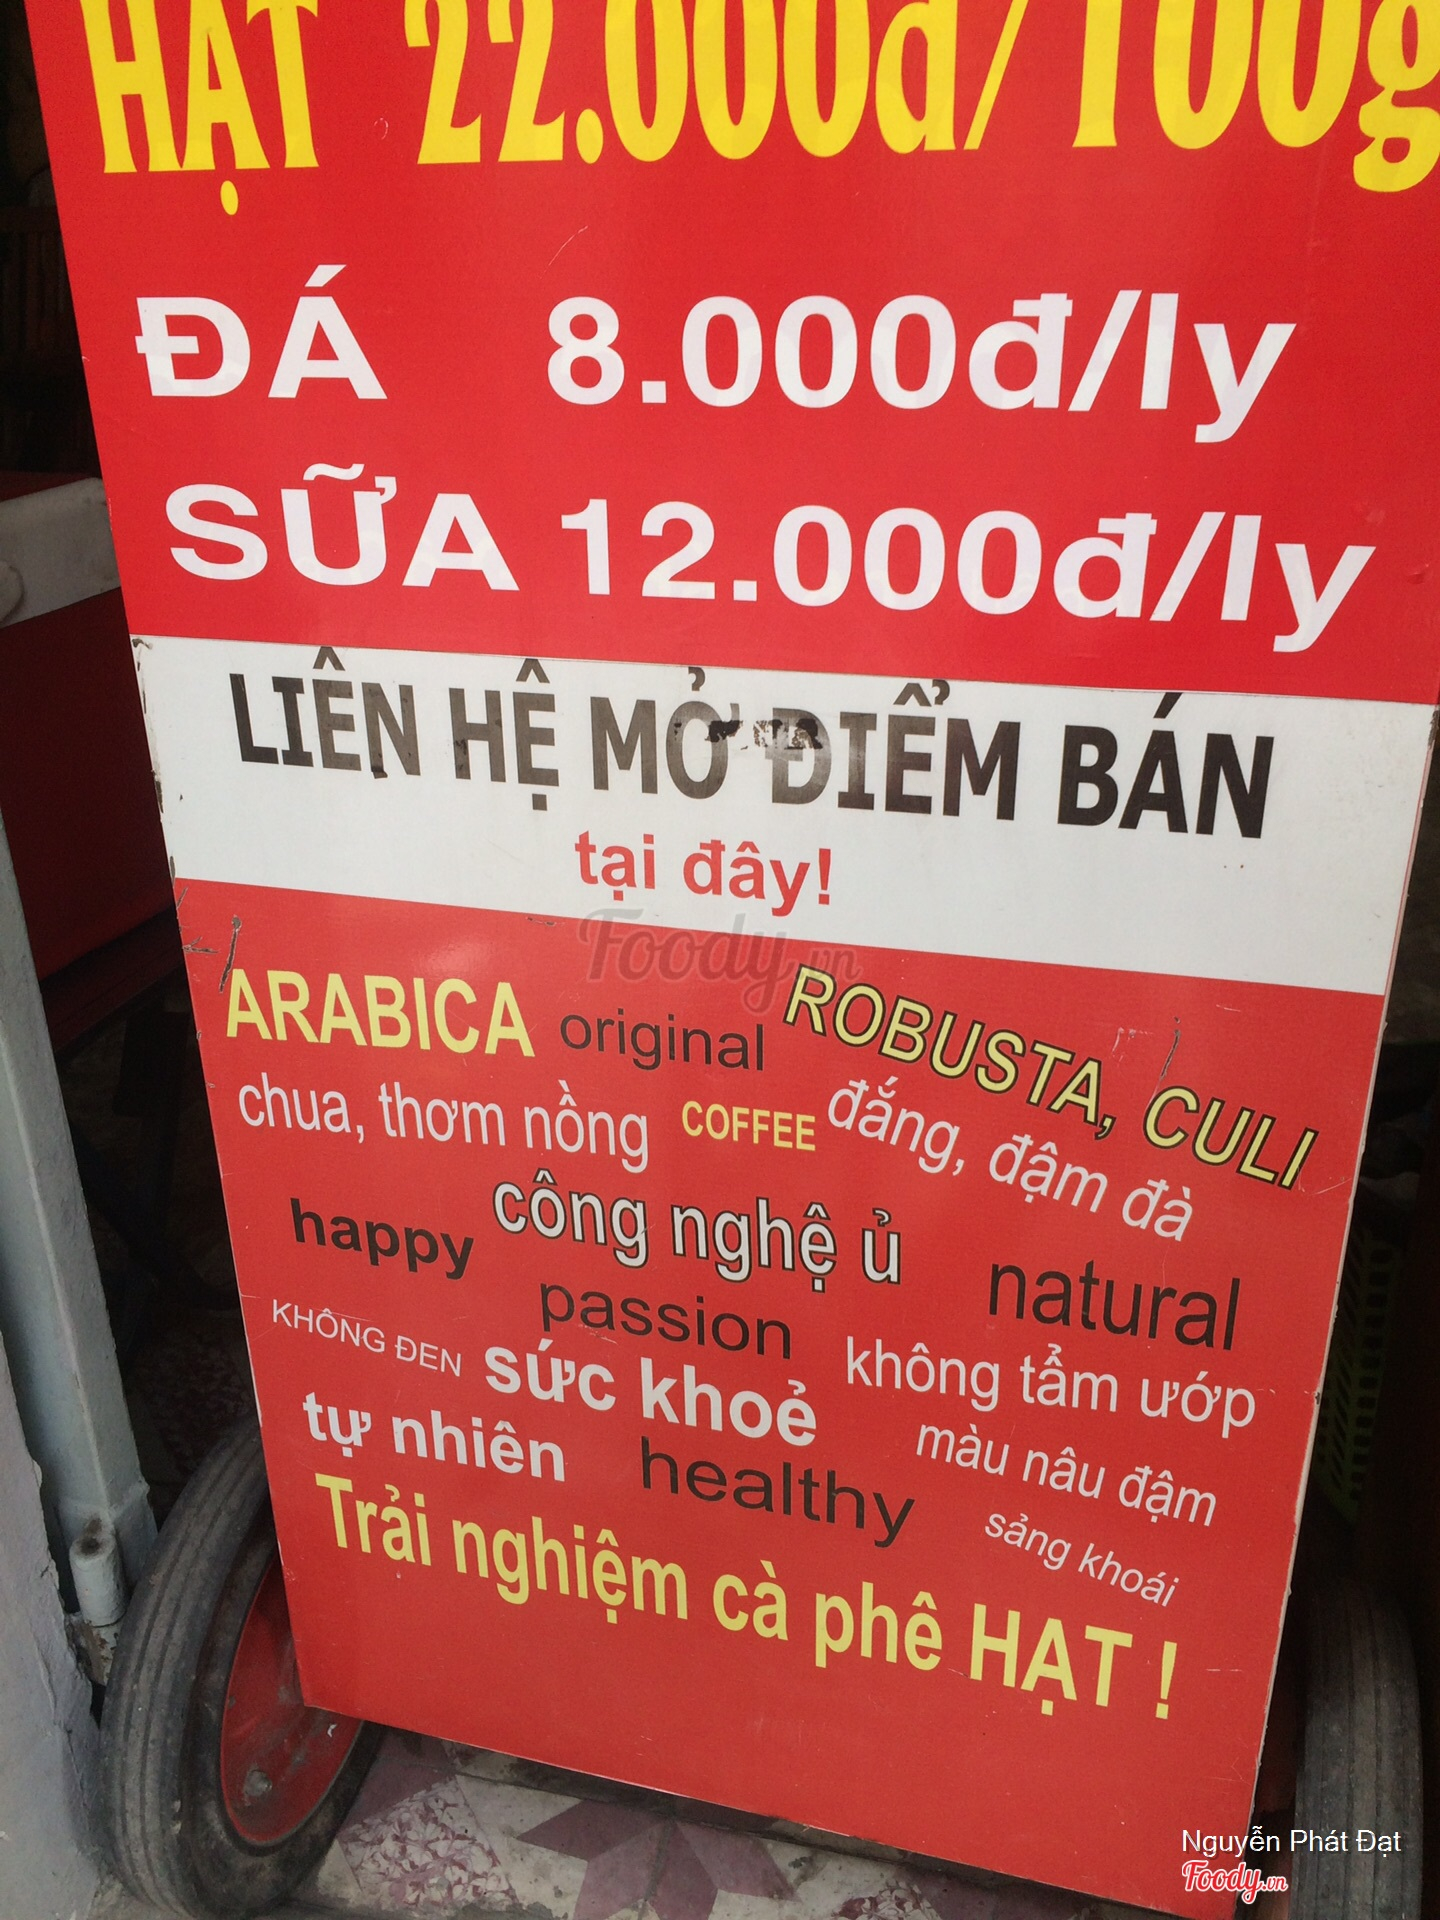 HẠT 22.000đ/100g
ĐÁ 8.000đ/ly
SỮA 12.000đ/ly
LIÊN HỆ MỞ ĐIỂM BÁN
tại đây!
Foody.vn
ARABICA original ROBUSTA, CULI
chua, thơm nồng COFFEE đắng, đậm đà
happy công nghệ ủ natural
passion
KHÔNG ĐEN sức khoẻ không tẩm ướp
tự nhiên healthy màu nâu đậm
sảng khoái
Trải nghiệm cà phê HẠT !
Nguyễn Phát Đạt
Foody.vn